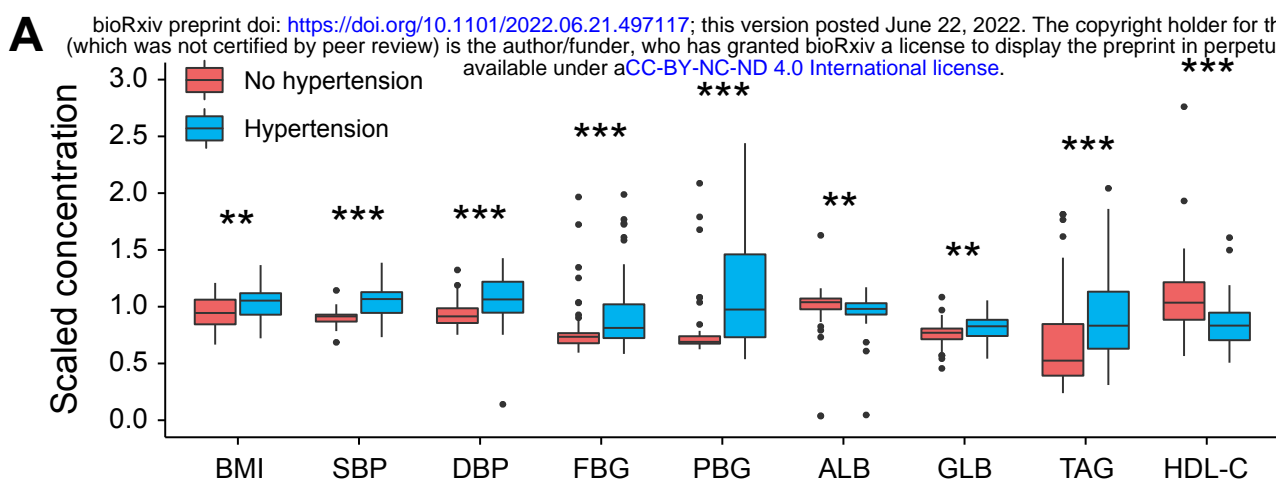 A
bioRxiv preprint doi: https://doi.org/10.1101/2022.06.21.497117; this version posted June 22, 2022. The copyright holder for
(which was not certified by peer review) is the author/funder, who has granted bioRxiv a license to display the preprint in
available under aCC-BY-NC-ND 4.0 International license.
Scaled concentration
3.0
2.5
2.0
1.5
1.0
0.5
0.0
No hypertension
Hypertension
**
***
***
***
***
**
**
***
***
BMI SBP DBP FBG PBG ALB GLB TAG HDL-C